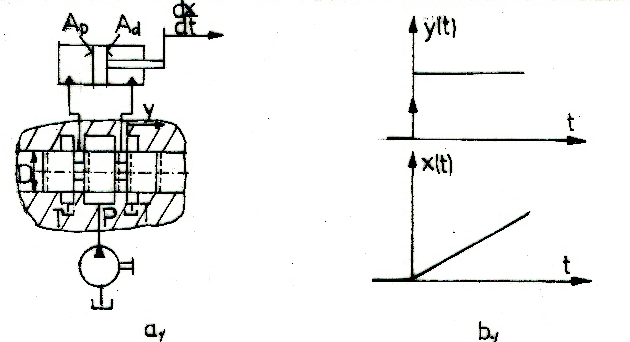 Ap Ad dx
dt
y
D
T P T
a,
y(t)
t
x(t)
t
b,